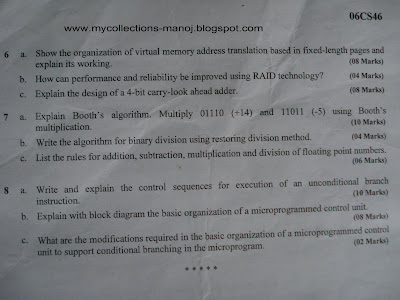 06CS46
www.mycollections-manoj.blogspot.com
6 a. Show the organization of virtual memory address translation based in fixed-length pages and
explain its working. (08 Marks)
b. How can performance and reliability be improved using RAID technology? (04 Marks)
c. Explain the design of a 4-bit carry-look ahead adder. (08 Marks)
7 a. Explain Booth's algorithm. Multiply 01110 (+14) and 11011 (-5) using Booth's
multiplication. (10 Marks)
b. Write the algorithm for binary division using restoring division method. (04 Marks)
c. List the rules for addition, subtraction, multiplication and division of floating point numbers.
(06 Marks)
8 a. Write and explain the control sequences for execution of an unconditional branch
instruction. (10 Marks)
b. Explain with block diagram the basic organization of a microprogrammed control unit.
(08 Marks)
c. What are the modifications required in the basic organization of a microprogrammed control
unit to support conditional branching in the microprogram. (02 Marks)
* * * * *